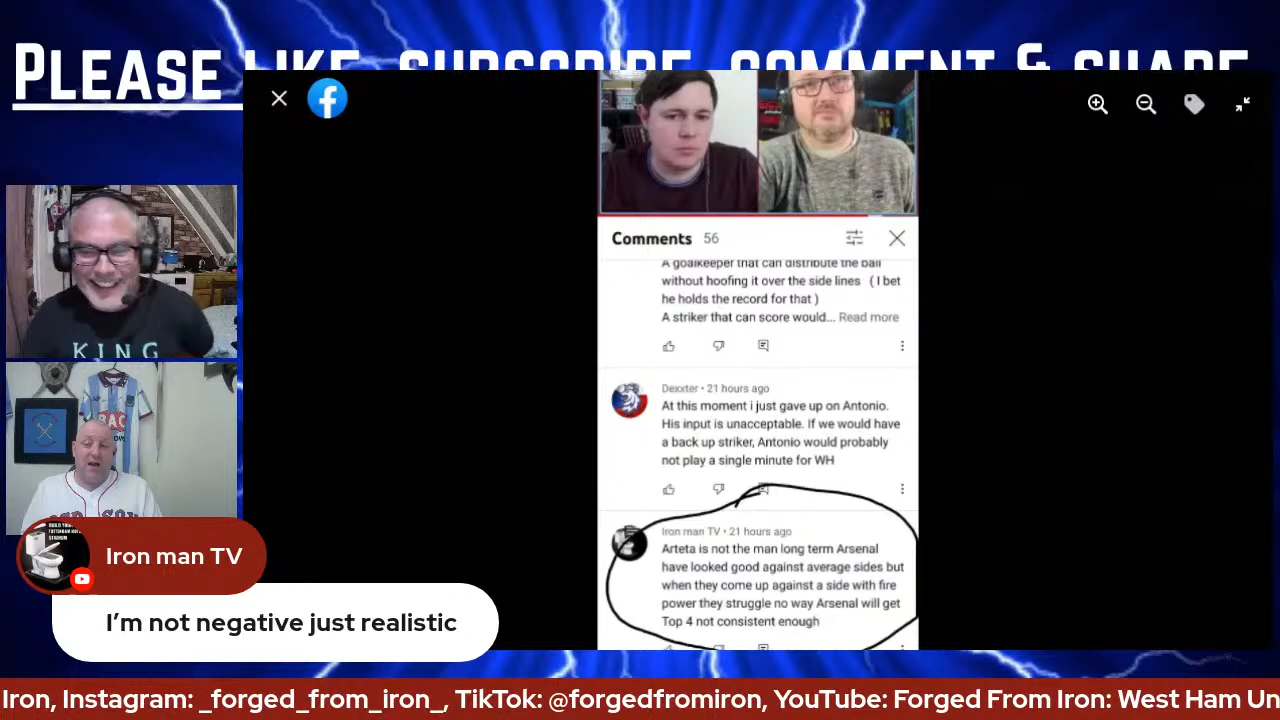 PLEASE LIKE, SUBSCRIBE, COMMENT & SHARE
Comments 56
A goalkeeper that can distribute the ball
without hoofing it over the side lines ( I bet
he holds the record for that )
A striker that can score would... Read more
Dexxter • 21 hours ago
At this moment i just gave up on Antonio.
His input is unacceptable. If we would have
a back up striker, Antonio would probably
not play a single minute for WH
Iron man TV • 21 hours ago
Arteta is not the man long term Arsenal
have looked good against average sides but
when they come up against a side with fire
power they struggle no way Arsenal will get
Top 4 not consistent enough
KING
Iron man TV
I’m not negative just realistic
Iron, Instagram: _forged_from_iron_, TikTok: @forgedfromiron, YouTube: Forged From Iron: West Ham Un